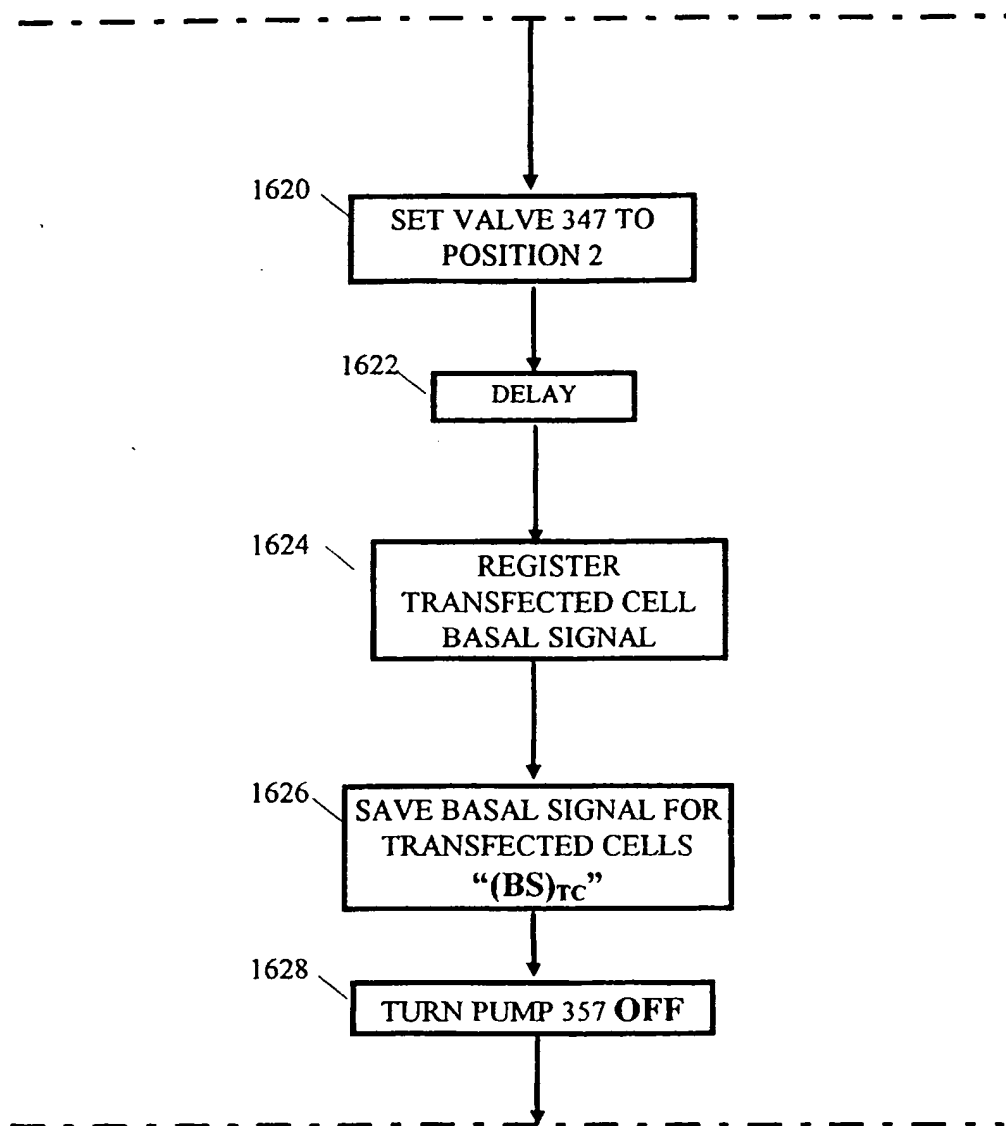 1620
SET VALVE 347 TO
POSITION 2
1622
DELAY
1624
REGISTER
TRANSFECTED CELL
BASAL SIGNAL
1626
SAVE BASAL SIGNAL FOR
TRANSFECTED CELLS
“(BS)TC”
1628
TURN PUMP 357 OFF